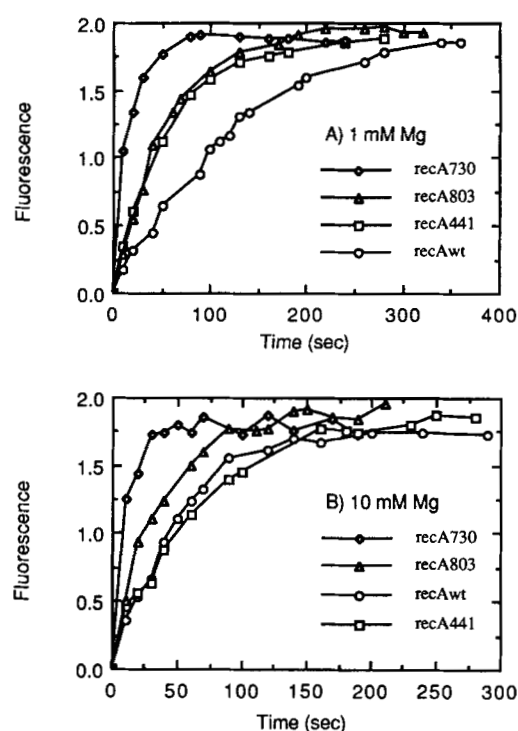 2.0
1.5
1.0
0.5
0.0
Fluorescence
A) 1 mM Mg
recA730
recA803
recA441
recAwt
0 100 200 300 400
Time (sec)
2.0
1.5
1.0
0.5
0.0
Fluorescence
B) 10 mM Mg
recA730
recA803
recAwt
recA441
0 50 100 150 200 250 300
Time (sec)